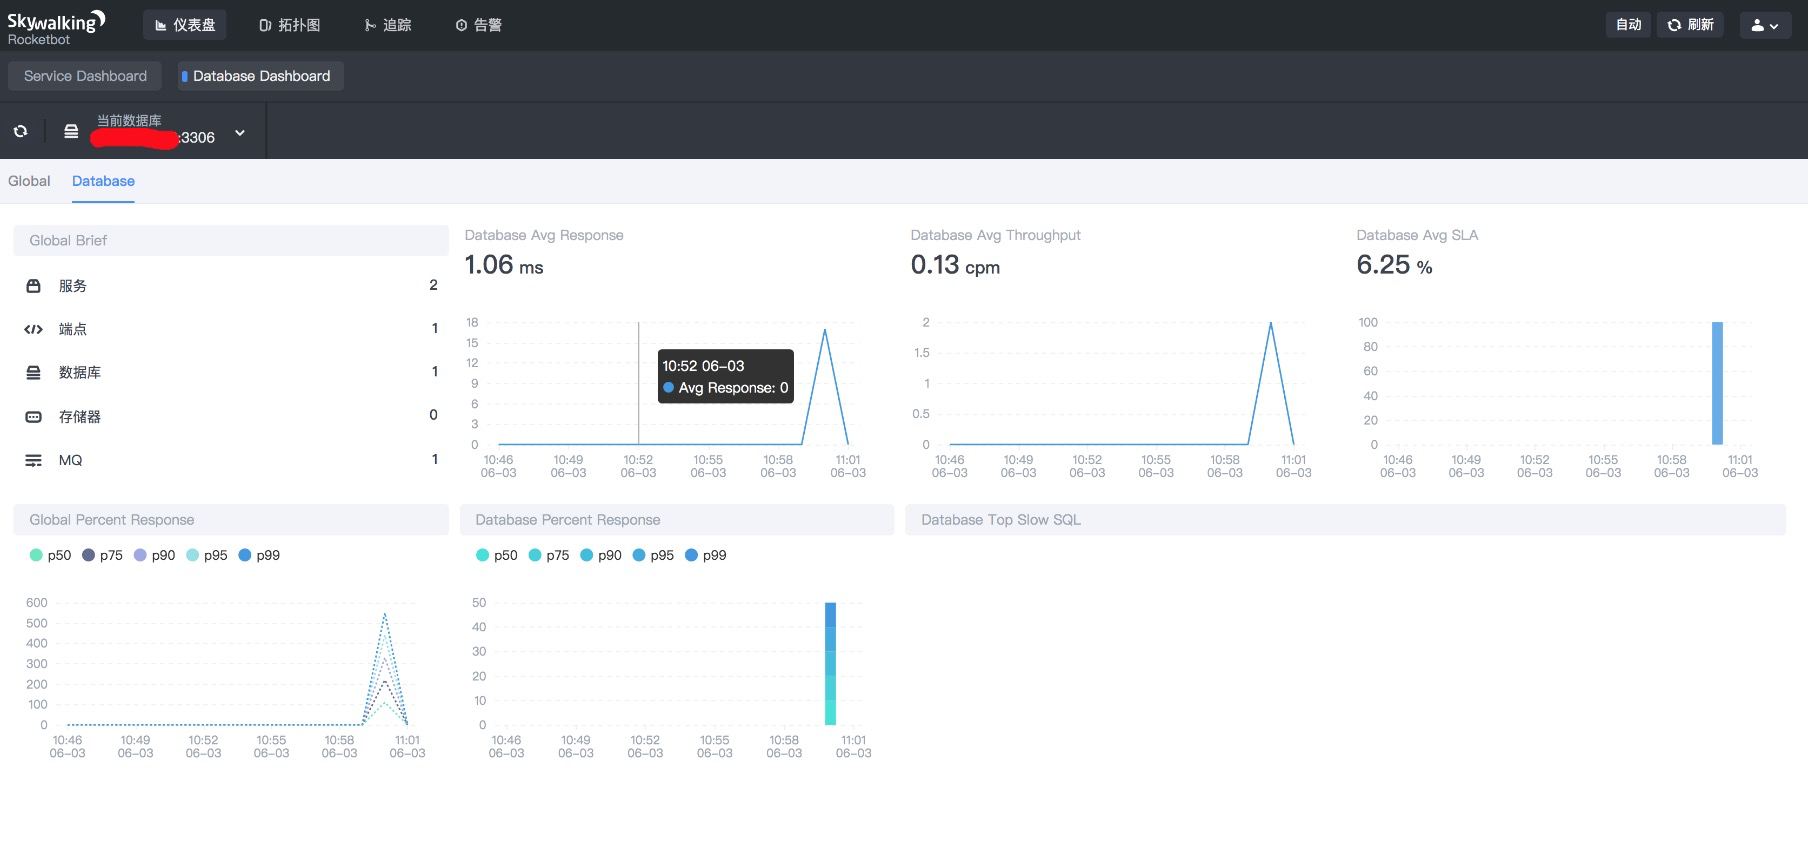 Skywalking
Rocketbot
仪表盘
拓扑图
追踪
告警
自动
刷新
Service Dashboard
Database Dashboard
当前数据库
:3306
Global
Database
Global Brief
服务 2
端点 1
数据库 1
存储器 0
MQ 1
Database Avg Response
1.06 ms
18
15
12
9
6
3
0
10:52 06-03
Avg Response: 0
10:46 10:49 10:52 10:55 10:58 11:01
06-03 06-03 06-03 06-03 06-03 06-03
Database Avg Throughput
0.13 cpm
2
1.5
1
0.5
0
10:46 10:49 10:52 10:55 10:58 11:01
06-03 06-03 06-03 06-03 06-03 06-03
Database Avg SLA
6.25 %
100
80
60
40
20
0
10:46 10:49 10:52 10:55 10:58 11:01
06-03 06-03 06-03 06-03 06-03 06-03
Global Percent Response
p50 p75 p90 p95 p99
600
500
400
300
200
100
0
10:46 10:49 10:52 10:55 10:58 11:01
06-03 06-03 06-03 06-03 06-03 06-03
Database Percent Response
p50 p75 p90 p95 p99
50
40
30
20
10
0
10:46 10:49 10:52 10:55 10:58 11:01
06-03 06-03 06-03 06-03 06-03 06-03
Database Top Slow SQL